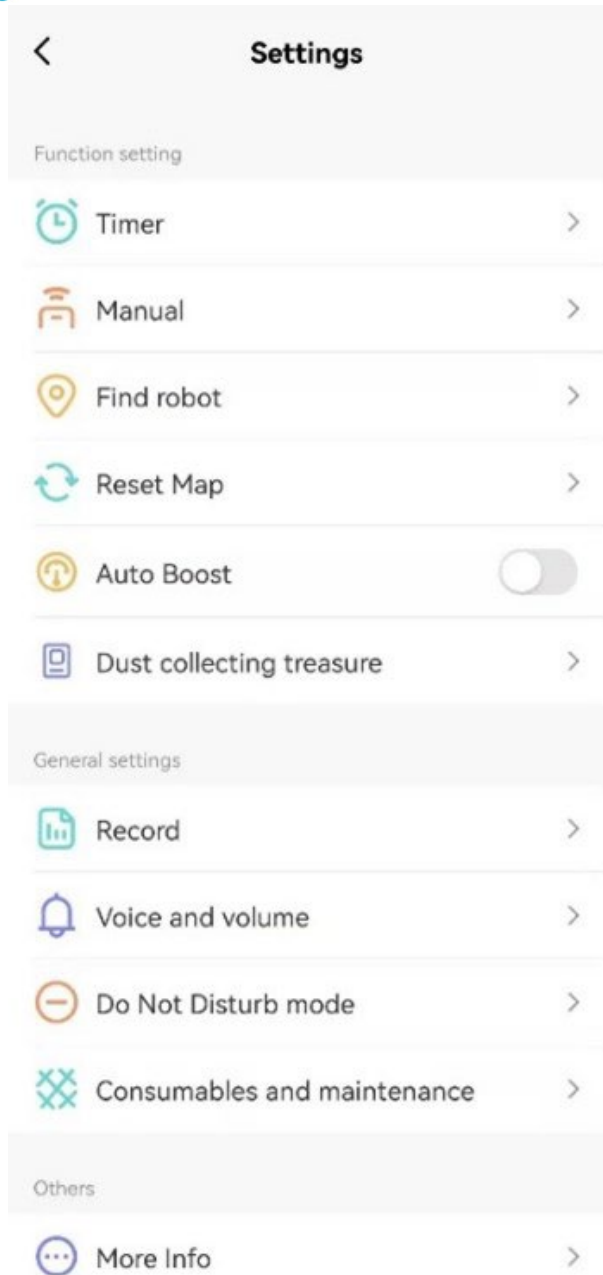 Settings
Function setting
Timer
Manual
Find robot
Reset Map
Auto Boost
Dust collecting treasure
General settings
Record
Voice and volume
Do Not Disturb mode
Consumables and maintenance
Others
More Info